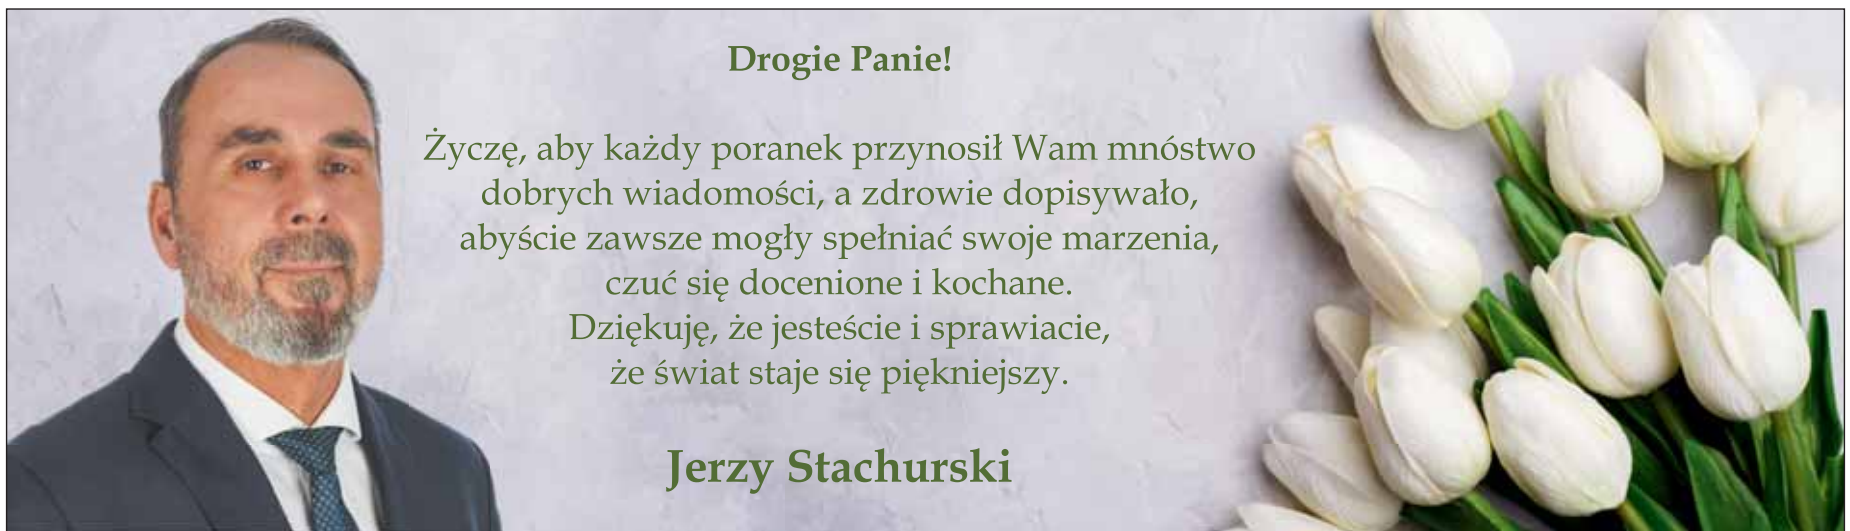 Drogie Panie!
Życzę, aby każdy poranek przynosił Wam mnóstwo
dobrych wiadomości, a zdrowie dopisywało,
abyście zawsze mogły spełniać swoje marzenia,
czuć się docenione i kochane.
Dziękuję, że jesteście i sprawiacie,
że świat staje się piękniejszy.
Jerzy Stachurski